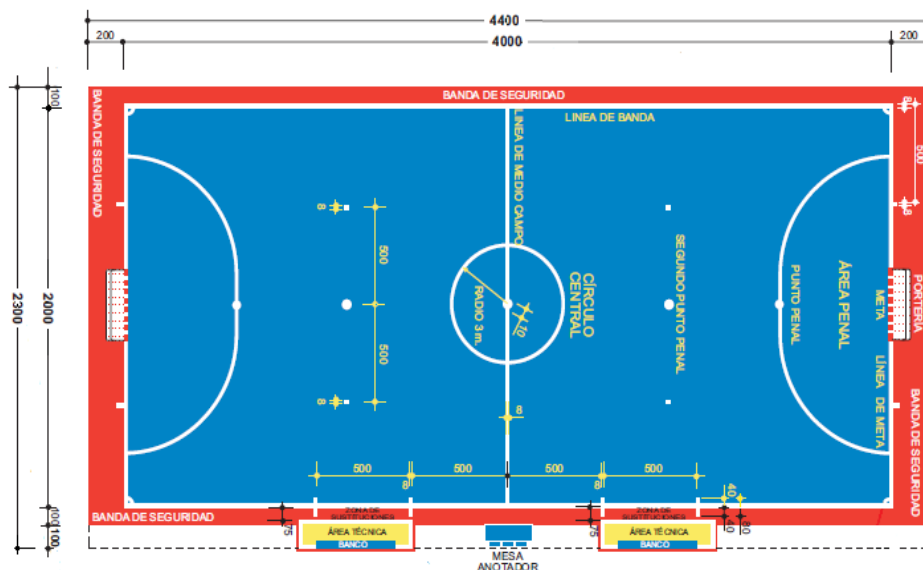 4400
200
4000
200
100
BANDA DE SEGURIDAD
BANDA DE SEGURIDAD
LINEA DE BANDA
LINEA DE MEDIO CAMPO
8
500
8
8
500
500
8
2300
2000
CÍRCULO
CENTRAL
RADIO 3 m.
10
SEGUNDO PUNTO PENAL
PUNTO PENAL
ÁREA PENAL
META
PORTERÍA
LÍNEA DE META
BANDA DE SEGURIDAD
8
500
500
500
500
8
8
40
40
80
100
100
BANDA DE SEGURIDAD
75
ZONA DE
SUSTITUCIONES
ÁREA TÉCNICA
BANCO
MESA
ANOTADOR
75
ZONA DE
SUSTITUCIONES
ÁREA TÉCNICA
BANCO